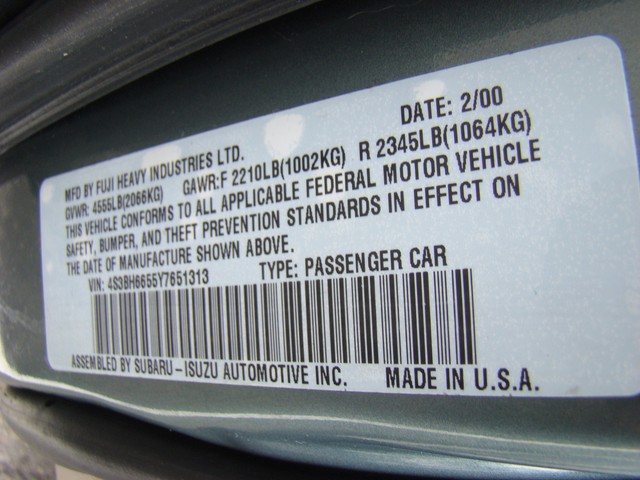 MFD BY FUJI HEAVY INDUSTRIES LTD. DATE: 2/00
GVWR: 4555LB(2066KG) GAWR:F 2210LB(1002KG) R 2345LB(1064KG)
THIS VEHICLE CONFORMS TO ALL APPLICABLE FEDERAL MOTOR VEHICLE
SAFETY, BUMPER, AND THEFT PREVENTION STANDARDS IN EFFECT ON
THE DATE OF MANUFACTURE SHOWN ABOVE.
VIN: 4S3BH6655Y7651313 TYPE: PASSENGER CAR
ASSEMBLED BY SUBARU-ISUZU AUTOMOTIVE INC. MADE IN U.S.A.